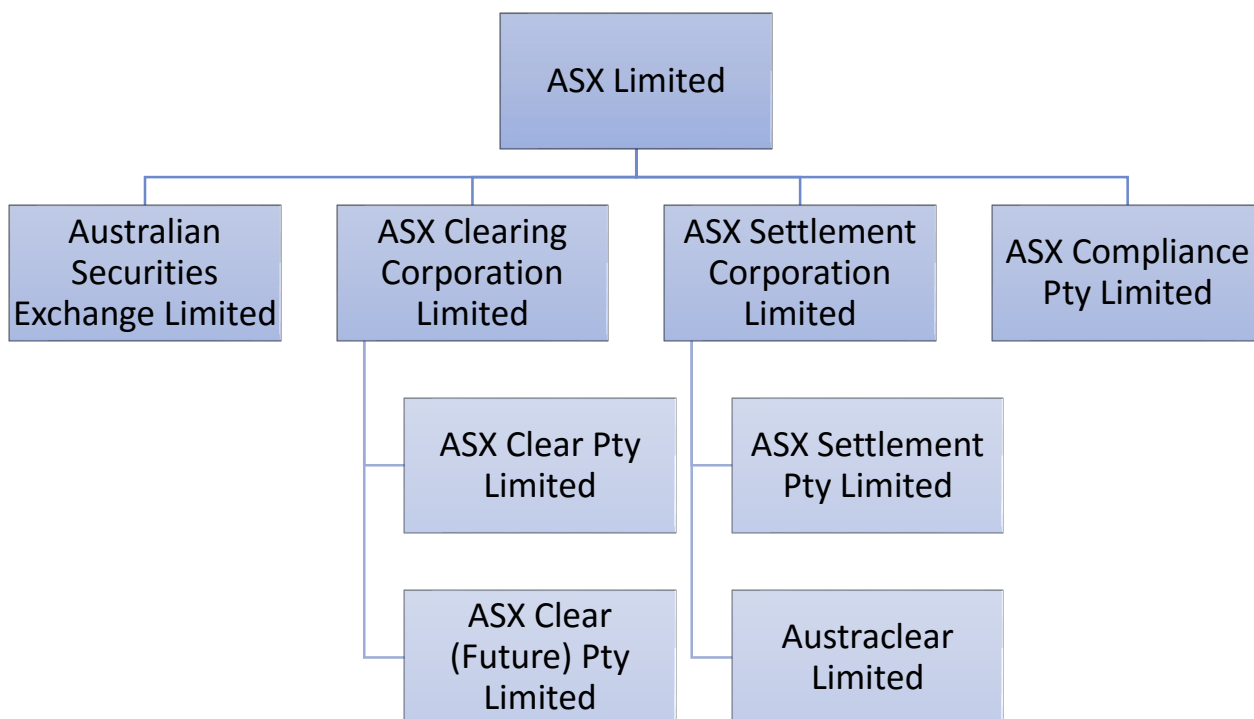 ASX Limited
Australian
Securities
Exchange Limited
ASX Clearing
Corporation
Limited
ASX Settlement
Corporation
Limited
ASX Compliance
Pty Limited
ASX Clear Pty
Limited
ASX Settlement
Pty Limited
ASX Clear
(Future) Pty
Limited
Austraclear
Limited